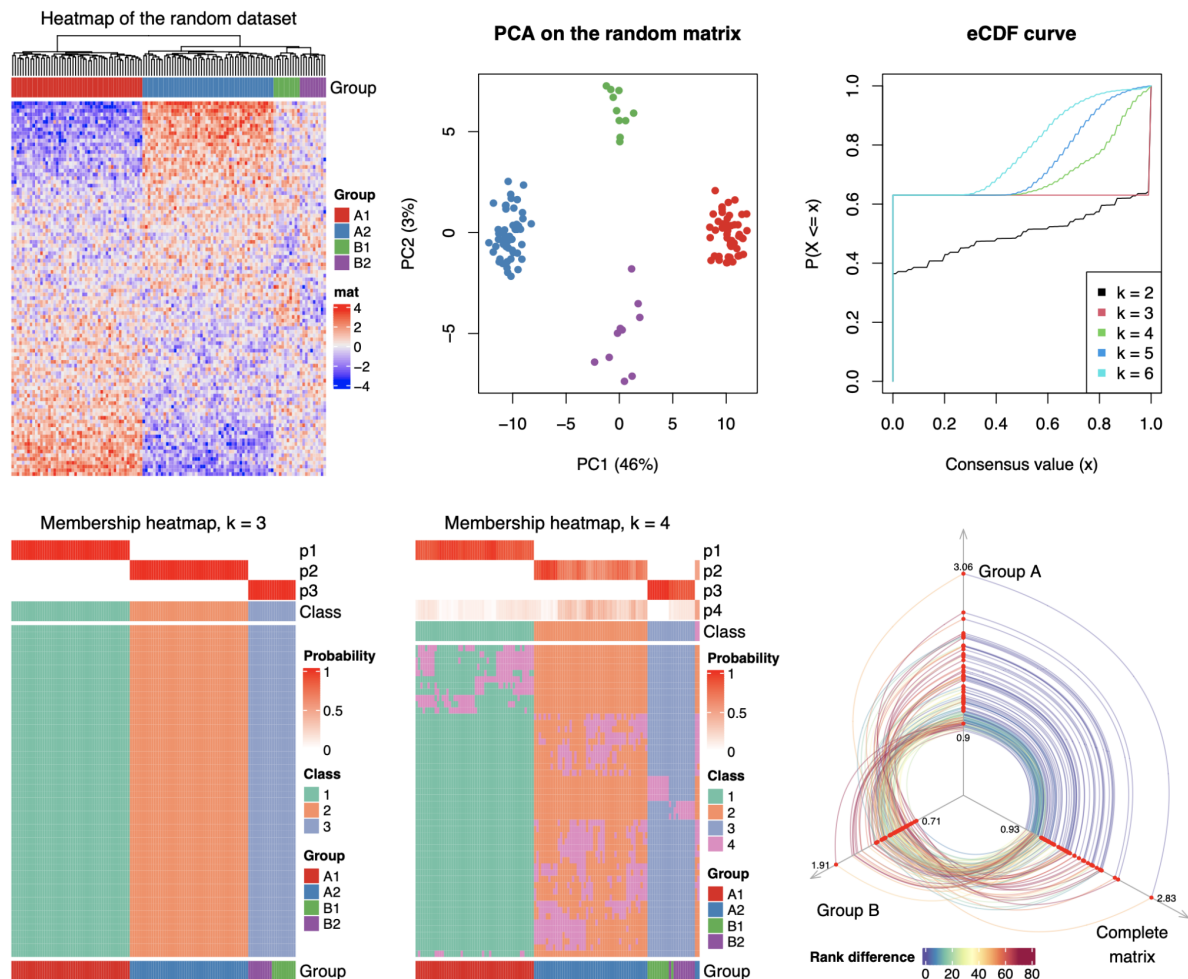 Heatmap of the random dataset
Group
Group
A1
A2
B1
B2
mat
4
2
0
−2
−4
PCA on the random matrix
PC2 (3%)
5
0
−5
−10
−5
0
5
10
PC1 (46%)
eCDF curve
P(X <= x)
1.0
0.8
0.6
0.4
0.2
0.0
k = 2
k = 3
k = 4
k = 5
k = 6
0.0
0.2
0.4
0.6
0.8
1.0
Consensus value (x)
Membership heatmap, k = 3
p1
p2
p3
Class
Probability
1
0.5
0
Class
1
2
3
Group
A1
A2
B1
B2
Group
Membership heatmap, k = 4
p1
p2
p3
p4
Class
Probability
1
0.5
0
Class
1
2
3
4
Group
A1
A2
B1
B2
Group
3.06
Group A
0.9
0.71
0.93
1.91
2.83
Group B
Complete
matrix
Rank difference
0 20 40 60 80